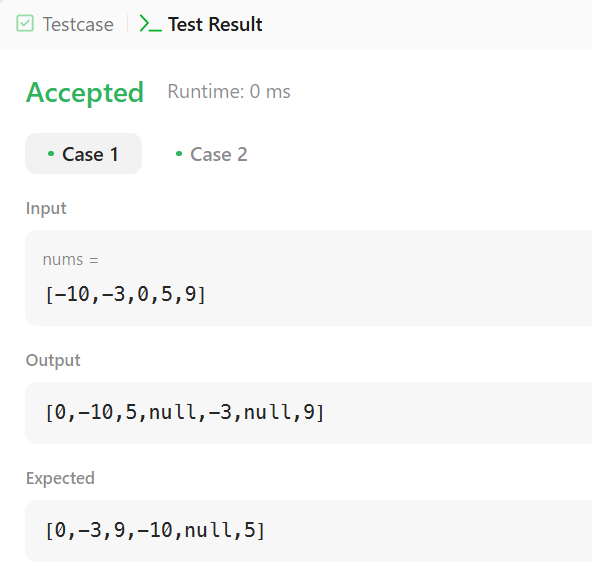 Testcase
Test Result
Accepted Runtime: 0 ms
Case 1 Case 2
Input
nums =
[-10,-3,0,5,9]
Output
[0,-10,5,null,-3,null,9]
Expected
[0,-3,9,-10,null,5]